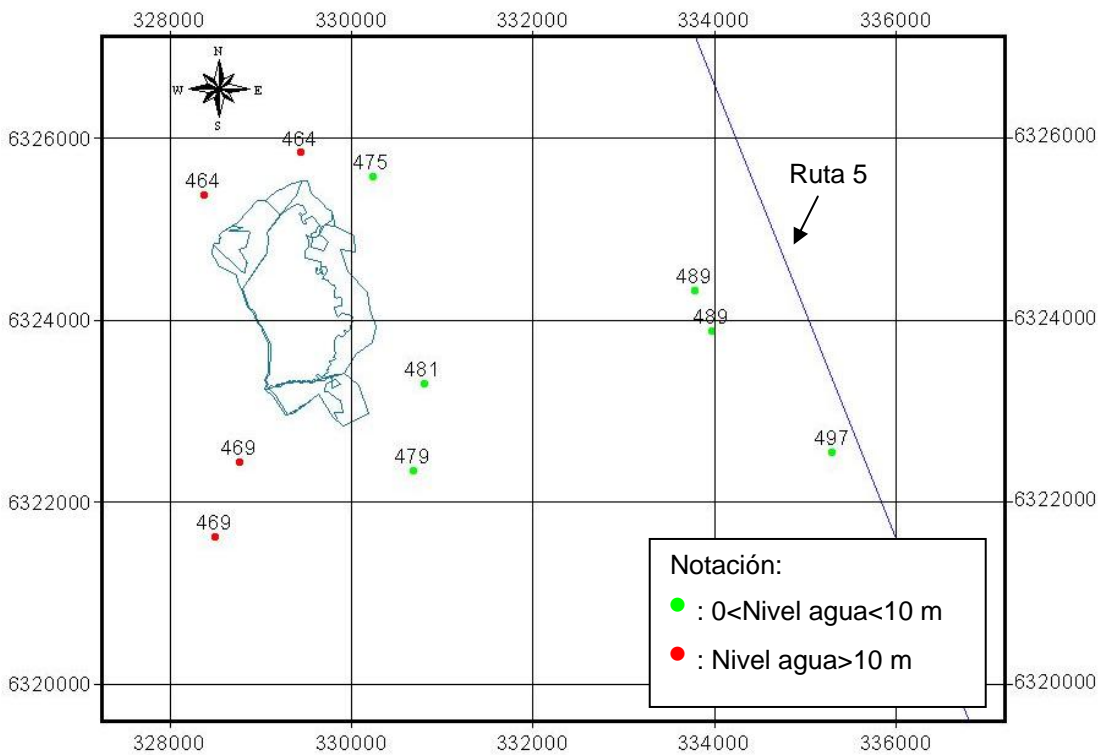 328000 330000 332000 334000 336000
N
W E
S
6326000 6326000
464
475
464
Ruta 5
489
6324000 6324000
489
481
497
469
479
6322000 6322000
469
Notación:
: 0<Nivel agua<10 m
: Nivel agua>10 m
6320000 6320000
328000 330000 332000 334000 336000